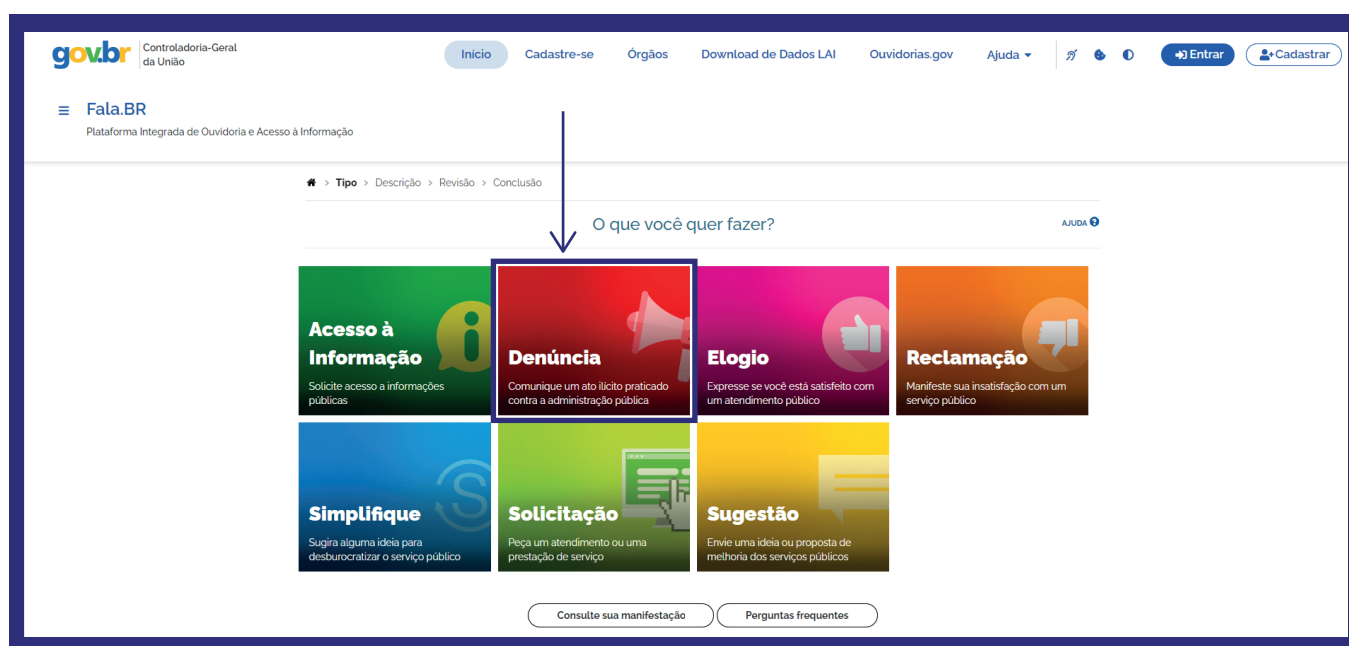 gov.br
Controladoria-Geral
da União
Início Cadastre-se Órgãos Download de Dados LAI Ouvidorias.gov Ajuda Entrar Cadastrar
Fala.BR
Plataforma Integrada de Ouvidoria e Acesso à Informação
> Tipo > Descrição > Revisão > Conclusão
O que você quer fazer?
AJUDA
Acesso à
Informação
Solicite acesso a informações
públicas
Denúncia
Comunique um ato ilícito praticado
contra a administração pública
Elogio
Expresse se você está satisfeito com
um atendimento público
Reclamação
Manifeste sua insatisfação com um
serviço público
Simplifique
Sugira alguma ideia para
desburocratizar o serviço público
Solicitação
Peça um atendimento ou uma
prestação de serviço
Sugestão
Envie uma ideia ou proposta de
melhoria dos serviços públicos
Consulte sua manifestação
Perguntas frequentes